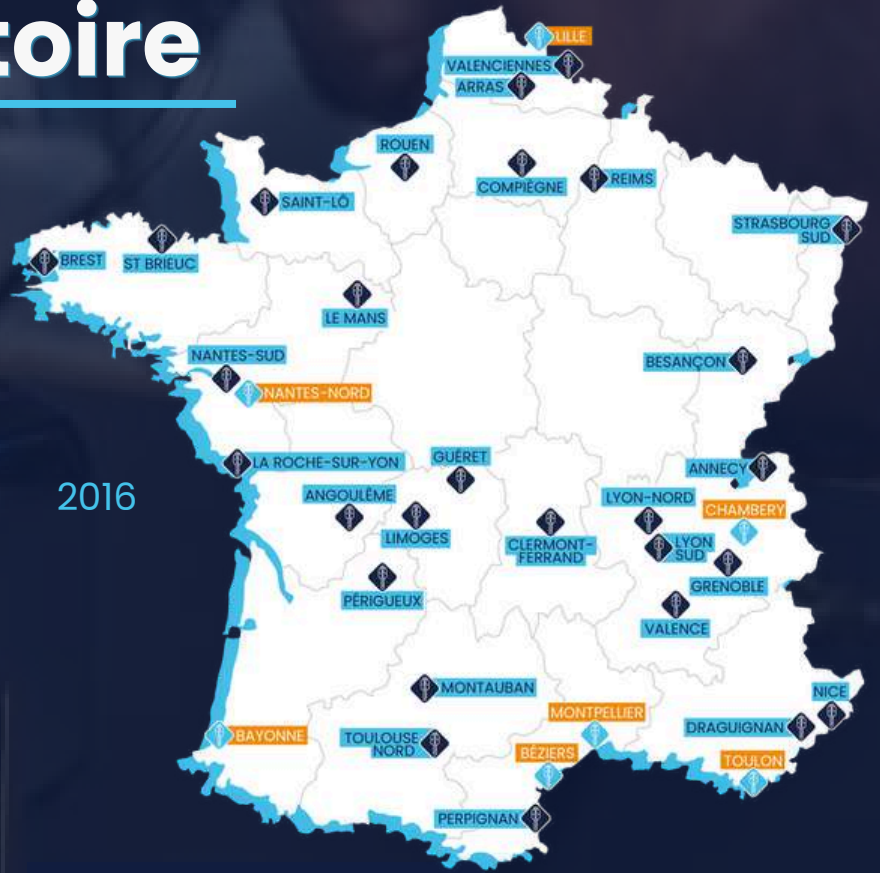 toire
LILLE
VALENCIENNES
ARRAS
ROUEN
COMPIÈGNE
REIMS
SAINT-LÔ
STRASBOURG
SUD
BREST
ST BRIEUC
LE MANS
NANTES-SUD
BESANÇON
NANTES-NORD
LA ROCHE-SUR-YON
GUÉRET
ANNECY
2016
ANGOULÊME
LYON-NORD
CHAMBERY
LIMOGES
CLERMONT-
FERRAND
LYON
SUD
GRENOBLE
PÉRIGUEUX
VALENCE
MONTAUBAN
NICE
MONTPELLIER
DRAGUIGNAN
BAYONNE
TOULOUSE
NORD
BÉZIERS
TOULON
PERPIGNAN